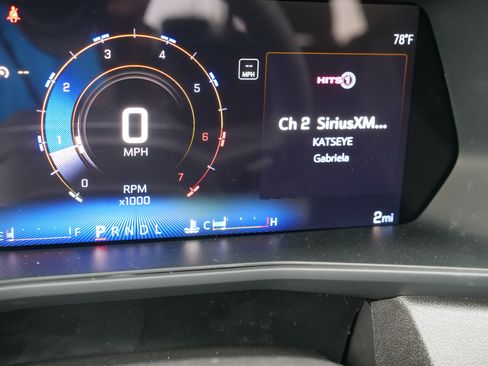 78°F
3 4
2 5
1 6
0 7
0
MPH
RPM
x1000
--
MPH
HITS1
Ch 2 SiriusXM...
KATSEYE
Gabriela
F PRNDL C H
2mi